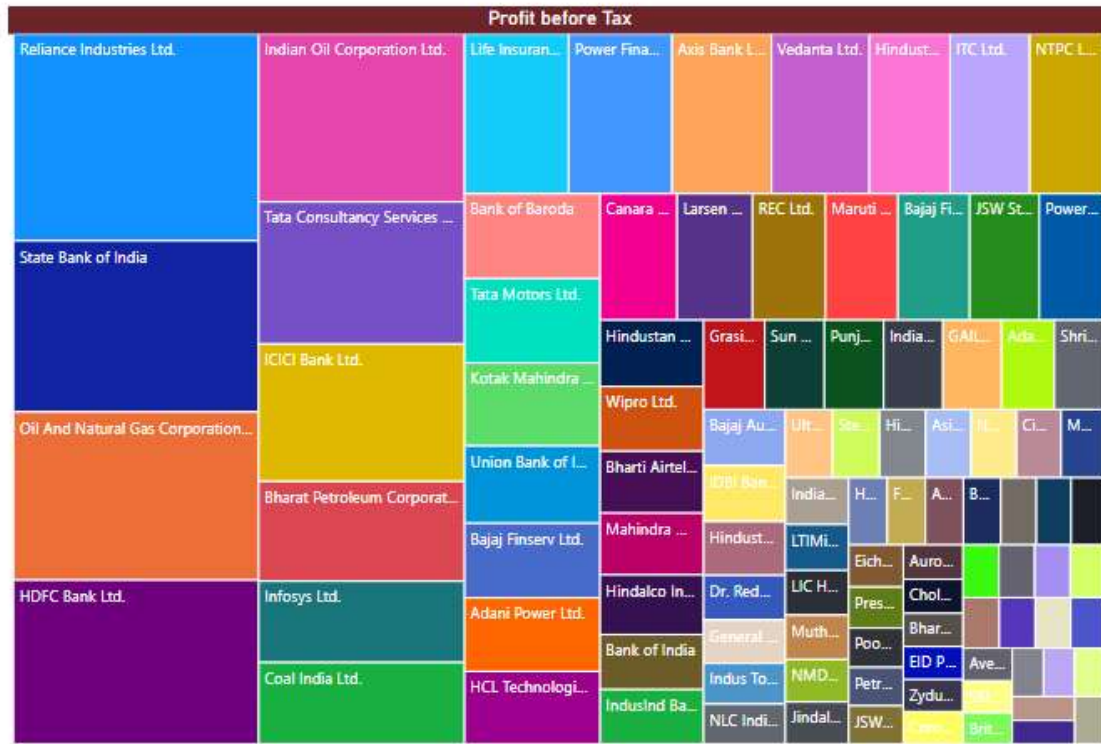 Profit before Tax
Reliance Industries Ltd.
State Bank of India
Oil And Natural Gas Corporation...
HDFC Bank Ltd.
Indian Oil Corporation Ltd.
Tata Consultancy Services ...
ICICI Bank Ltd.
Bharat Petroleum Corporat...
Infosys Ltd.
Coal India Ltd.
Life Insuran...
Power Fina...
Axis Bank L...
Vedanta Ltd.
Hindust...
ITC Ltd.
NTPC L...
Bank of Baroda
Tata Motors Ltd.
Kotak Mahindra ...
Union Bank of I...
Bajaj Finserv Ltd.
Adani Power Ltd.
HCL Technologi...
Canara ...
Larsen ...
REC Ltd.
Maruti ...
Bajaj Fi...
JSW St...
Power...
Hindustan ...
Wipro Ltd.
Bharti Airtel...
Mahindra ...
Hindalco In...
Bank of India
IndusInd Ba...
Grasi...
Sun ...
Punj...
India...
GAIL...
Ada...
Shri...
Bajaj Au...
IDBI Ban...
Hindust...
Dr. Red...
General ...
Indus To...
NLC Indi...
Ult...
Ste...
Hi...
Asi...
N...
Ci...
M...
India...
LTIMi...
LIC H...
Muth...
NMD...
Jindal...
H...
F...
A...
B...
Eich...
Pres...
Poo...
Petr...
JSW...
Auro...
Chol...
Bhar...
EID P...
Zydu...
Ave...
Brit...